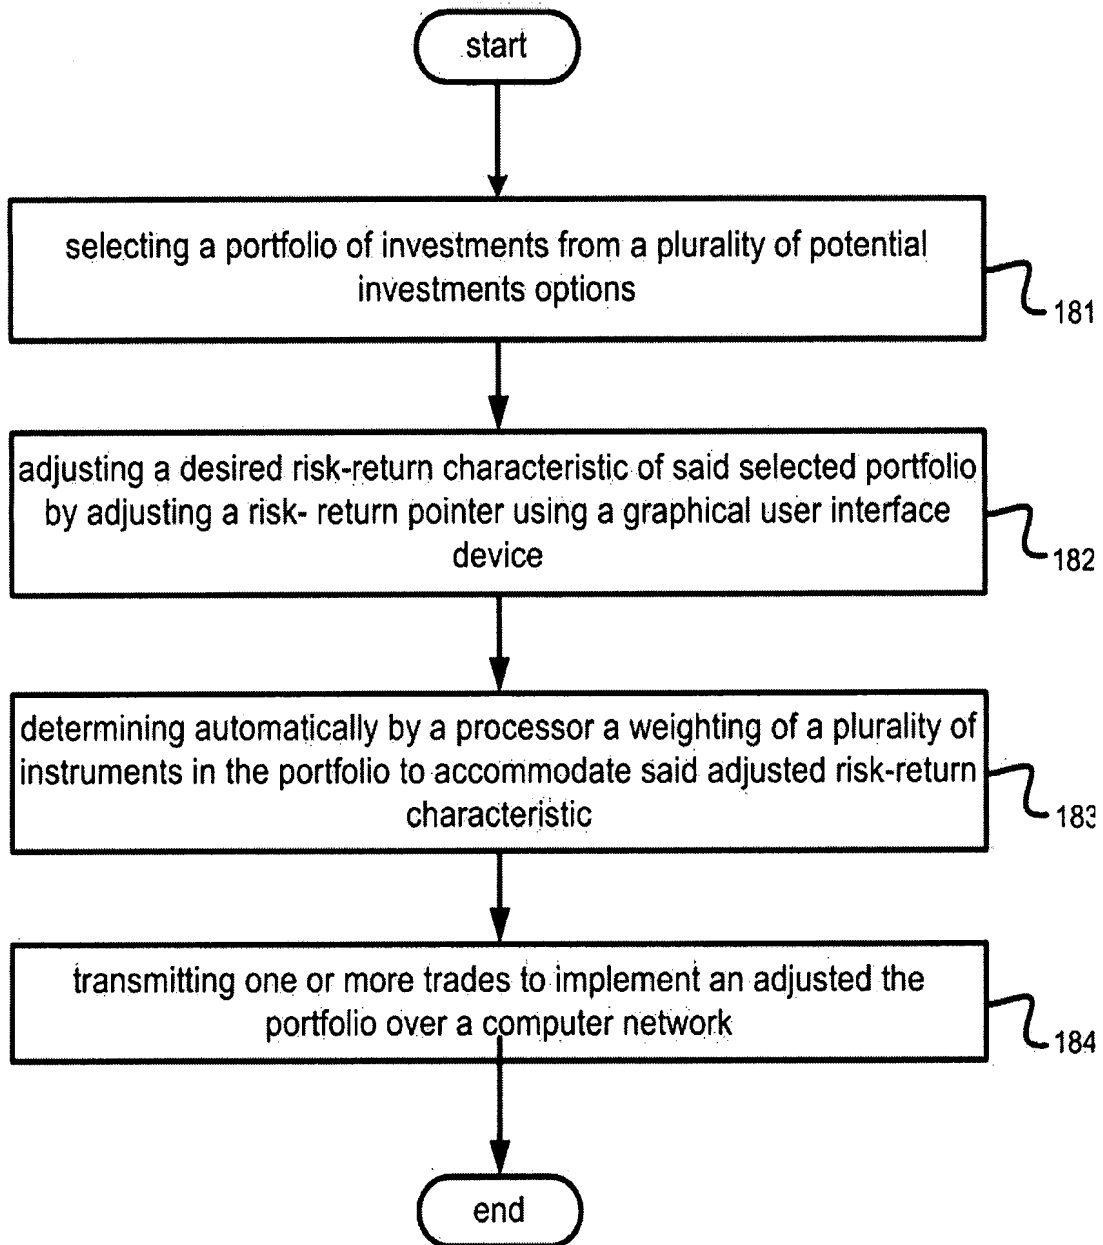 start
selecting a portfolio of investments from a plurality of potential
investments options
181
adjusting a desired risk-return characteristic of said selected portfolio
by adjusting a risk- return pointer using a graphical user interface
device
182
determining automatically by a processor a weighting of a plurality of
instruments in the portfolio to accommodate said adjusted risk-return
characteristic
183
transmitting one or more trades to implement an adjusted the
portfolio over a computer network
184
end